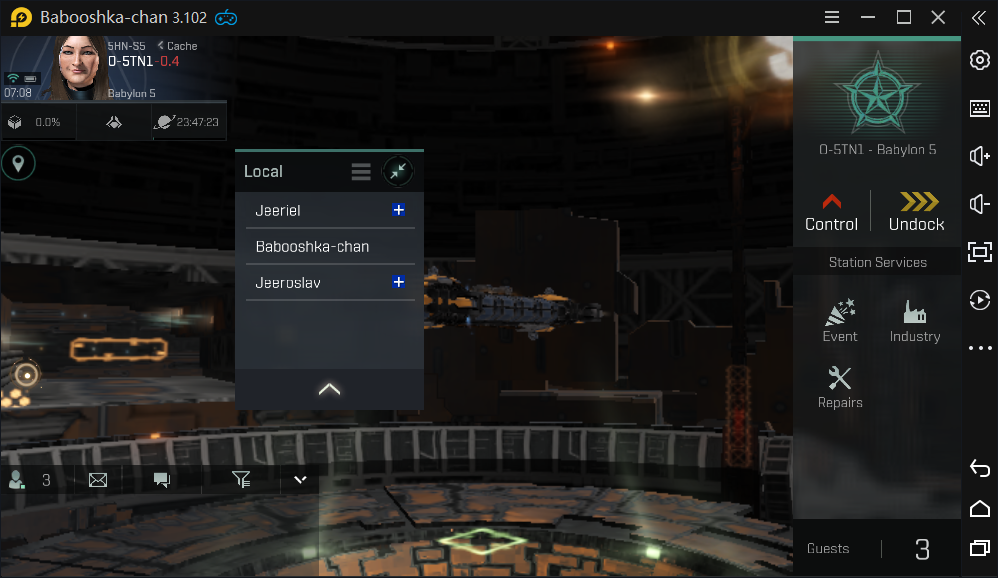 Babooshka-chan 3.102
5HN-S5 < Cache
O-5TN1 -0.4
07:08
Babylon 5
0.0%
23:47:23
Local
Jeeriel
Babooshka-chan
Jeeroslav
3
O-5TN1 - Babylon 5
Control
Undock
Station Services
Event
Industry
Repairs
Guests
3